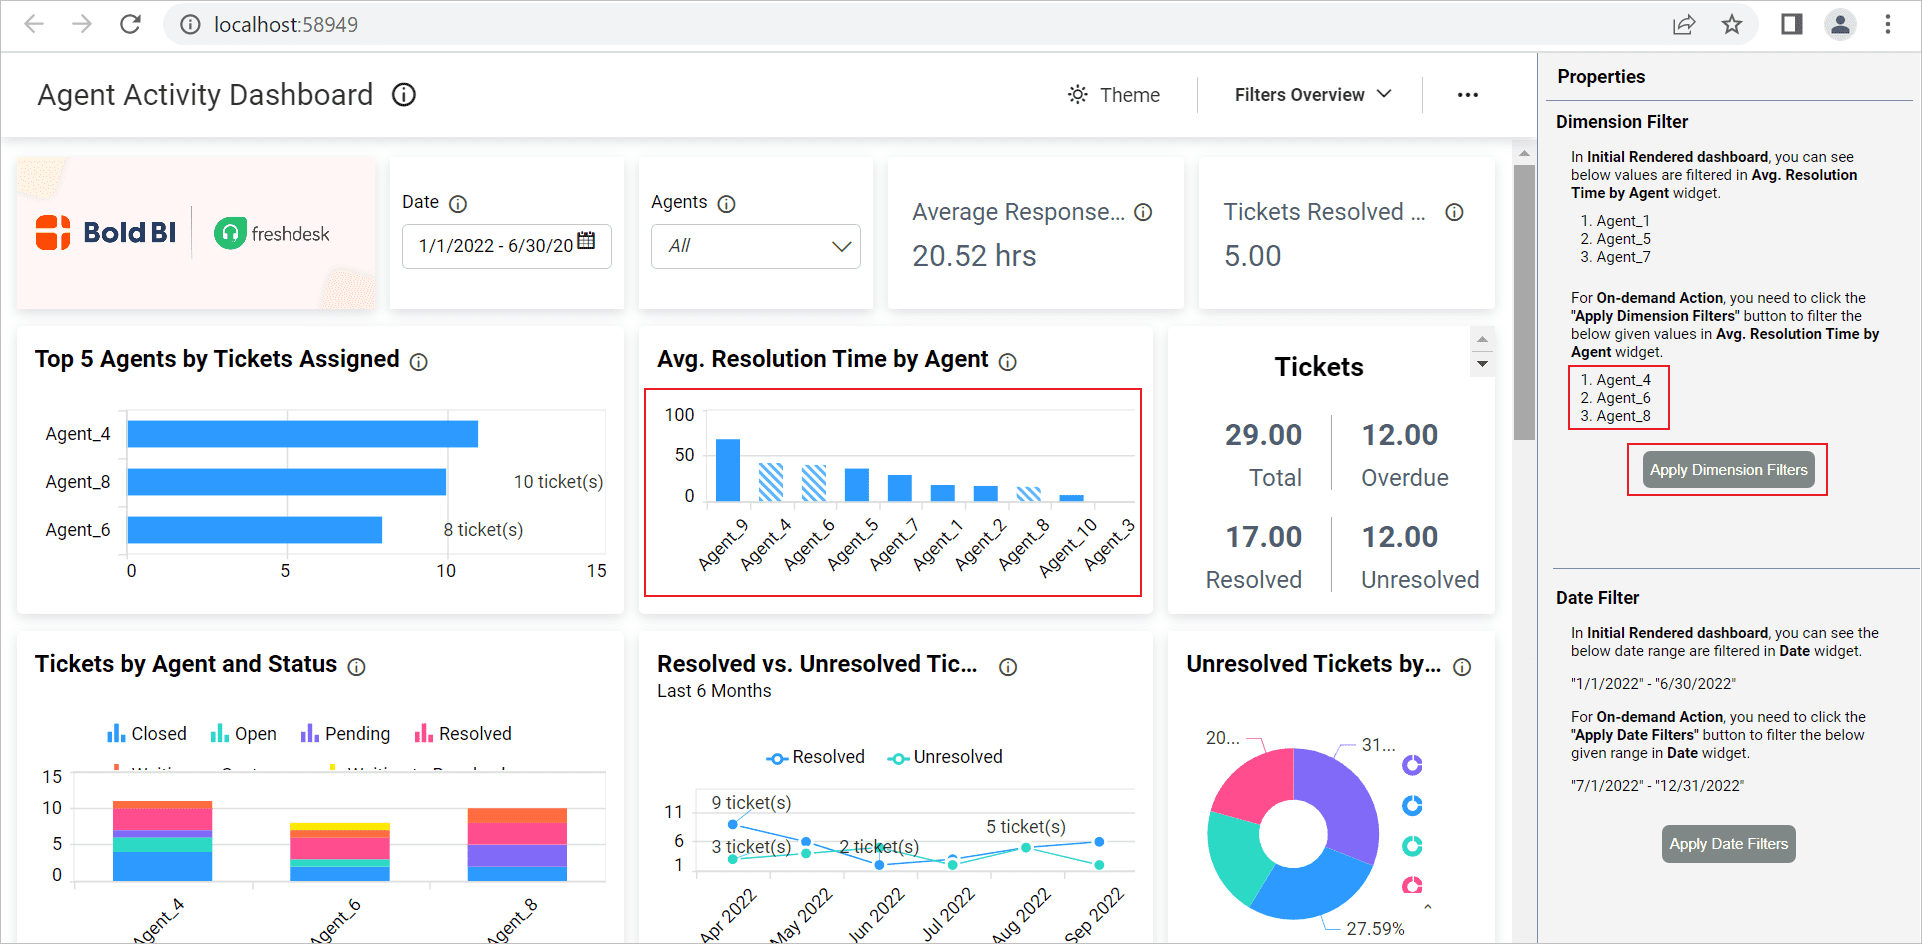 localhost:58949
Agent Activity Dashboard
Theme
Filters Overview
Bold BI
freshdesk
Date
1/1/2022 - 6/30/20
Agents
All
Average Response...
20.52 hrs
Tickets Resolved ...
5.00
Top 5 Agents by Tickets Assigned
Agent_4
Agent_8
10 ticket(s)
Agent_6
8 ticket(s)
0
5
10
15
Avg. Resolution Time by Agent
100
50
0
Agent_9
Agent_4
Agent_6
Agent_5
Agent_7
Agent_1
Agent_2
Agent_8
Agent_10
Agent_3
Tickets
29.00
Total
12.00
Overdue
17.00
Resolved
12.00
Unresolved
Tickets by Agent and Status
Closed
Open
Pending
Resolved
15
10
5
0
Agent_4
Agent_6
Agent_8
Resolved vs. Unresolved Tic...
Last 6 Months
Resolved
Unresolved
11
6
1
9 ticket(s)
3 ticket(s)
2 ticket(s)
5 ticket(s)
Apr 2022
May 2022
Jun 2022
Jul 2022
Aug 2022
Sep 2022
Unresolved Tickets by...
20...
31...
27.59%
Properties
Dimension Filter
In Initial Rendered dashboard, you can see
below values are filtered in Avg. Resolution
Time by Agent widget.
1. Agent_1
2. Agent_5
3. Agent_7
For On-demand Action, you need to click the
"Apply Dimension Filters" button to filter the
below given values in Avg. Resolution Time by
Agent widget.
1. Agent_4
2. Agent_6
3. Agent_8
Apply Dimension Filters
Date Filter
In Initial Rendered dashboard, you can see the
below date range are filtered in Date widget.
"1/1/2022" - "6/30/2022"
For On-demand Action, you need to click the
"Apply Date Filters" button to filter the below
given range in Date widget.
"7/1/2022" - "12/31/2022"
Apply Date Filters